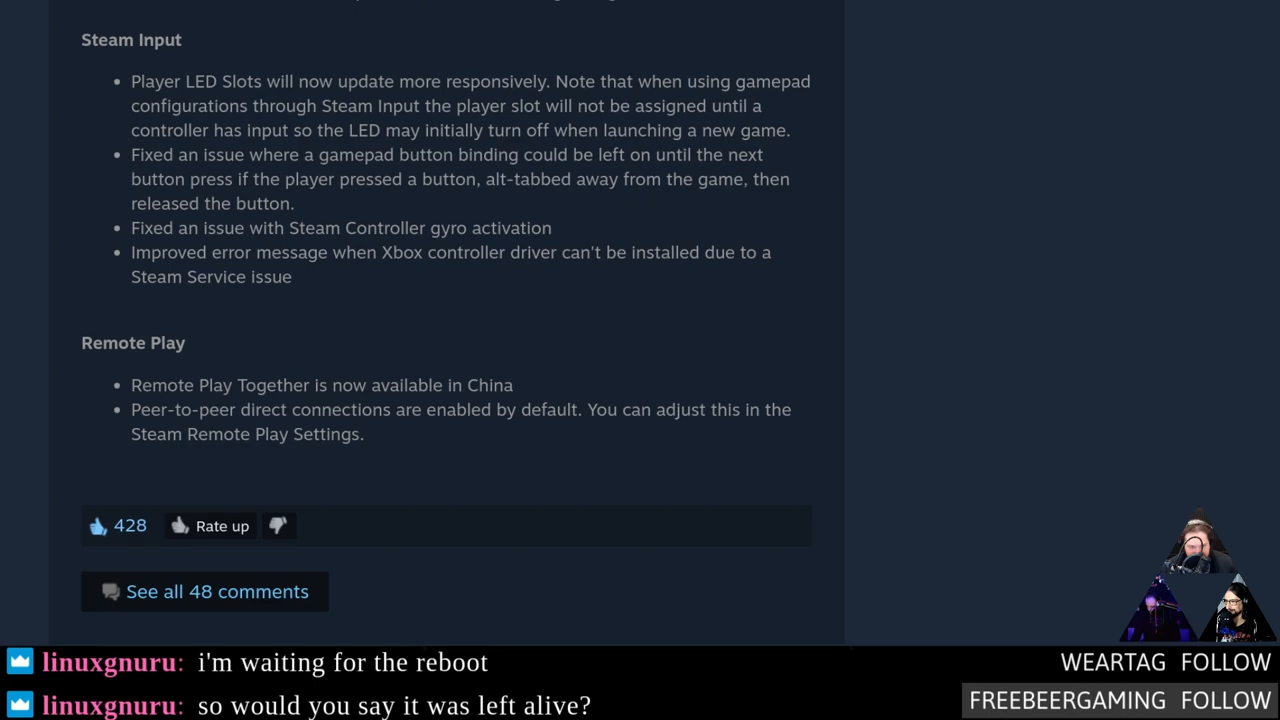 Steam Input
• Player LED Slots will now update more responsively. Note that when using gamepad
configurations through Steam Input the player slot will not be assigned until a
controller has input so the LED may initially turn off when launching a new game.
• Fixed an issue where a gamepad button binding could be left on until the next
button press if the player pressed a button, alt-tabbed away from the game, then
released the button.
• Fixed an issue with Steam Controller gyro activation
• Improved error message when Xbox controller driver can't be installed due to a
Steam Service issue
Remote Play
• Remote Play Together is now available in China
• Peer-to-peer direct connections are enabled by default. You can adjust this in the
Steam Remote Play Settings.
428 Rate up
See all 48 comments
linuxgnuru: i'm waiting for the reboot
WEARTAG FOLLOW
linuxgnuru: so would you say it was left alive?
FREEBEERGAMING FOLLOW